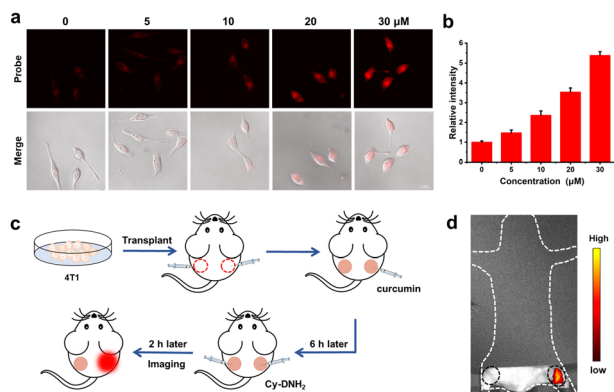 a
0 5 10 20 30 μM
Probe
Merge
b
Relative intensity
6
5
4
3
2
1
0
0 5 10 20 30
Concentration (μM)
c
4T1
Transplant
curcumin
6 h later
Cy-DNH₂
2 h later
Imaging
d
High
low